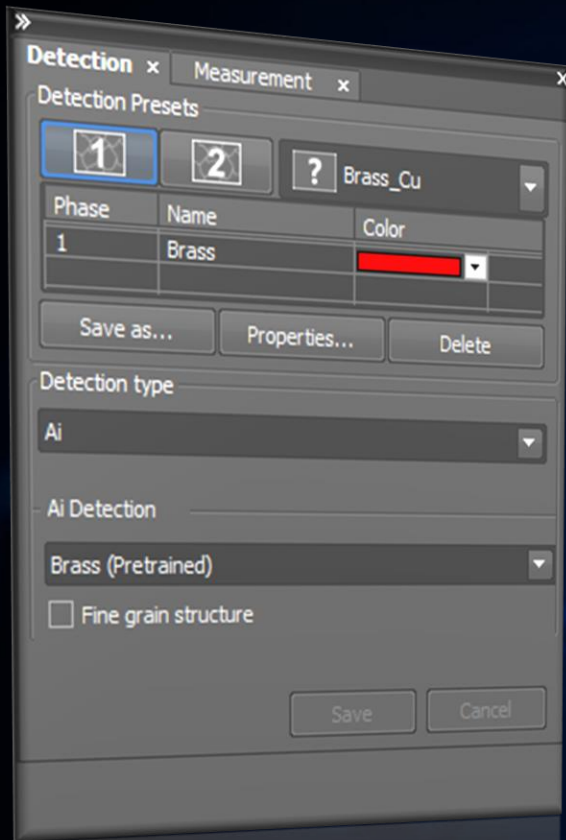 Detection x Measurement x
Detection Presets
1 2 ? Brass_Cu
Phase Name Color
1 Brass
Save as... Properties... Delete
Detection type
Ai
Ai Detection
Brass (Pretrained)
Fine grain structure
Save Cancel